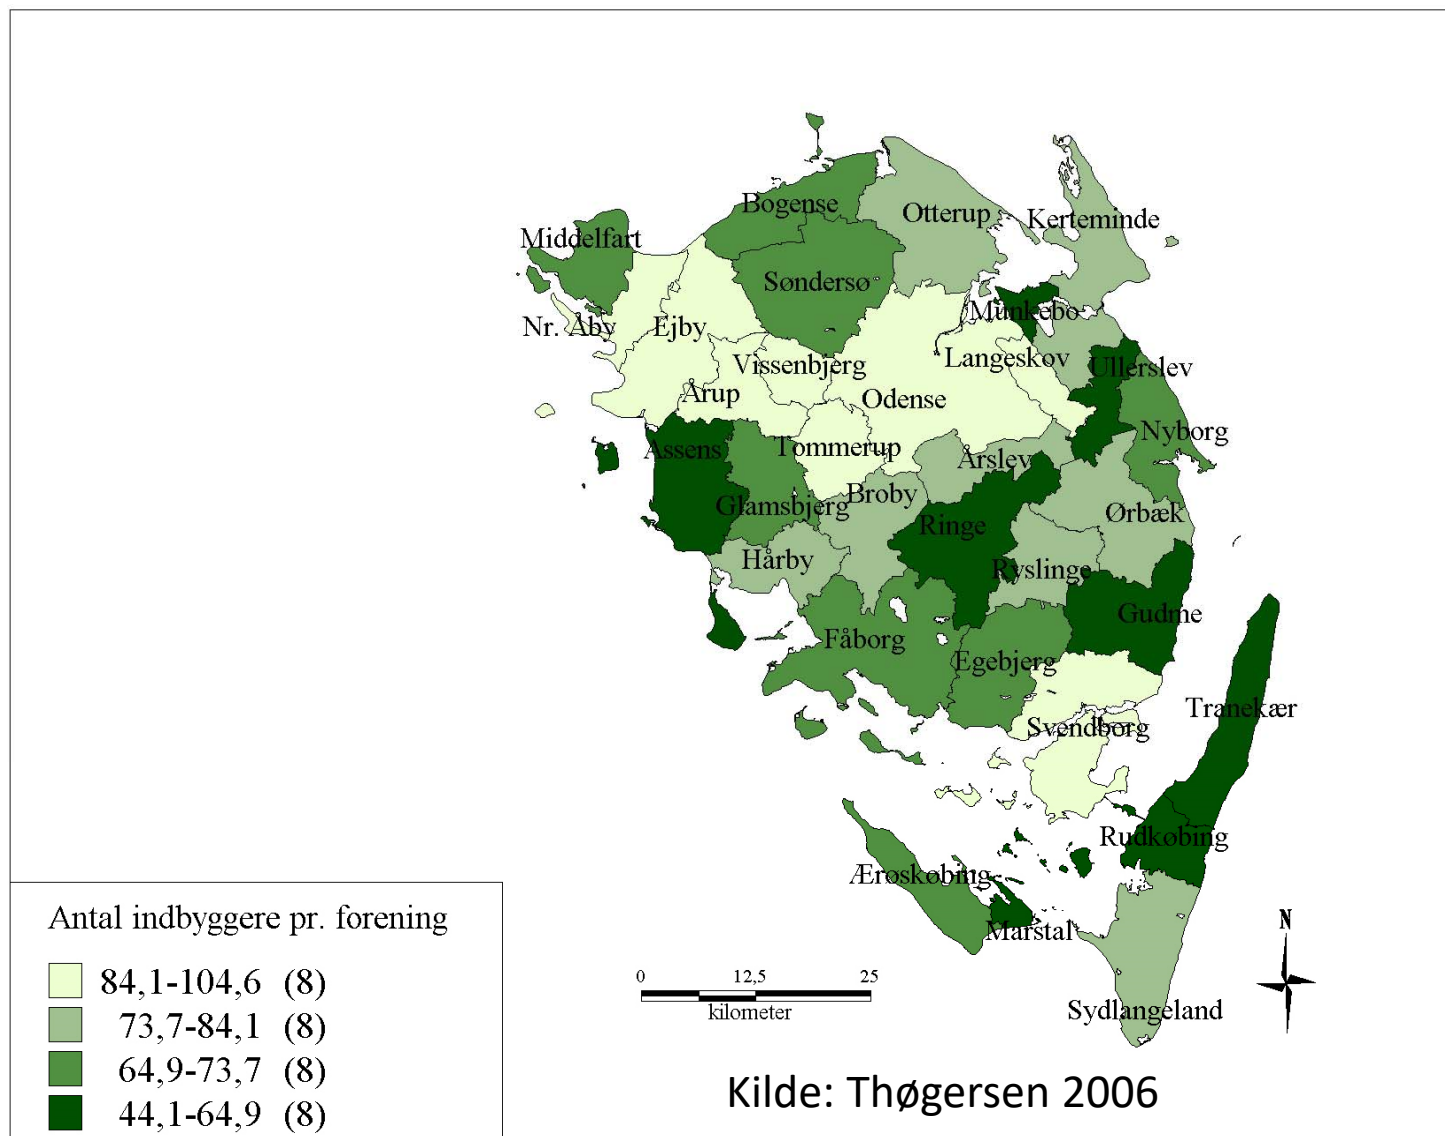 Bogense
Otterup
Kerteminde
Middelfart
Søndersø
Munkebo
Nr. Åby
Ejby
Vissenbjerg
Langeskov
Ullerslev
Årup
Odense
Nyborg
Assens
Tommerup
Årslev
Glamsbjerg
Broby
Ringe
Ørbæk
Hårby
Ryslinge
Gudme
Fåborg
Egebjerg
Tranekær
Svendborg
Rudkøbing
Ærøskøbing
Marstal
Sydlangeland
Antal indbyggere pr. forening
84,1-104,6 (8)
73,7-84,1 (8)
64,9-73,7 (8)
44,1-64,9 (8)
0 12,5 25
kilometer
N
Kilde: Thøgersen 2006